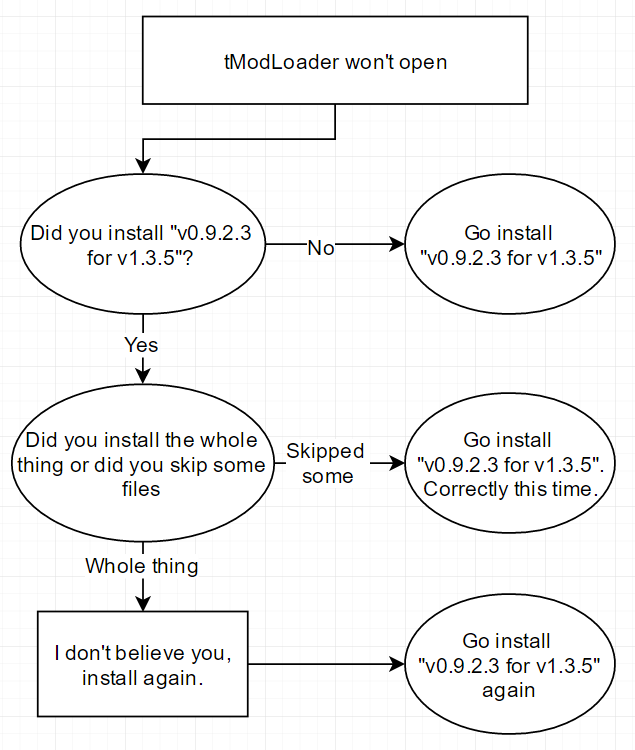 tModLoader won't open
Did you install "v0.9.2.3
for v1.3.5"?
No
Go install
"v0.9.2.3 for v1.3.5"
Yes
Did you install the whole
thing or did you skip some
files
Skipped
some
Go install
"v0.9.2.3 for v1.3.5".
Correctly this time.
Whole thing
I don't believe you,
install again.
Go install
"v0.9.2.3 for v1.3.5"
again